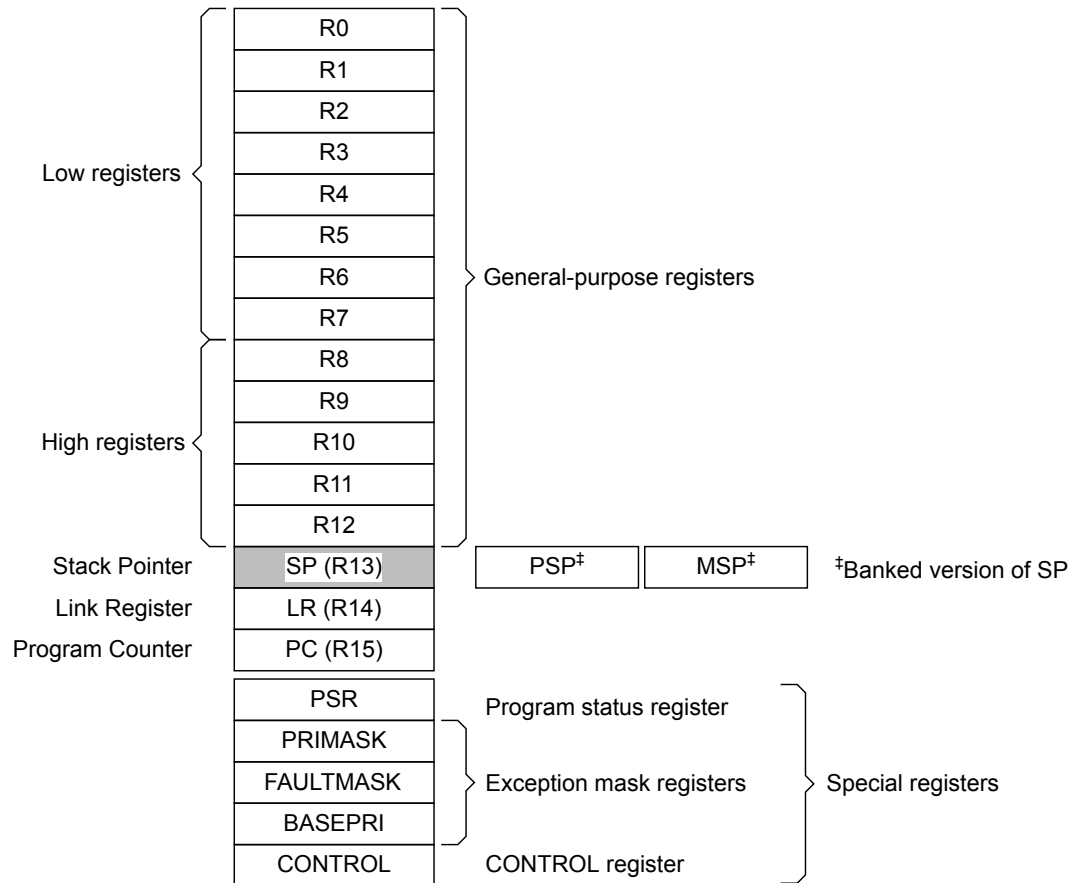 R0
R1
R2
R3
Low registers
R4
R5
R6
General-purpose registers
R7
R8
R9
High registers
R10
R11
R12
Stack Pointer
SP (R13)
PSP‡
MSP‡
‡Banked version of SP
Link Register
LR (R14)
Program Counter
PC (R15)
PSR
Program status register
PRIMASK
FAULTMASK
Exception mask registers
Special registers
BASEPRI
CONTROL
CONTROL register